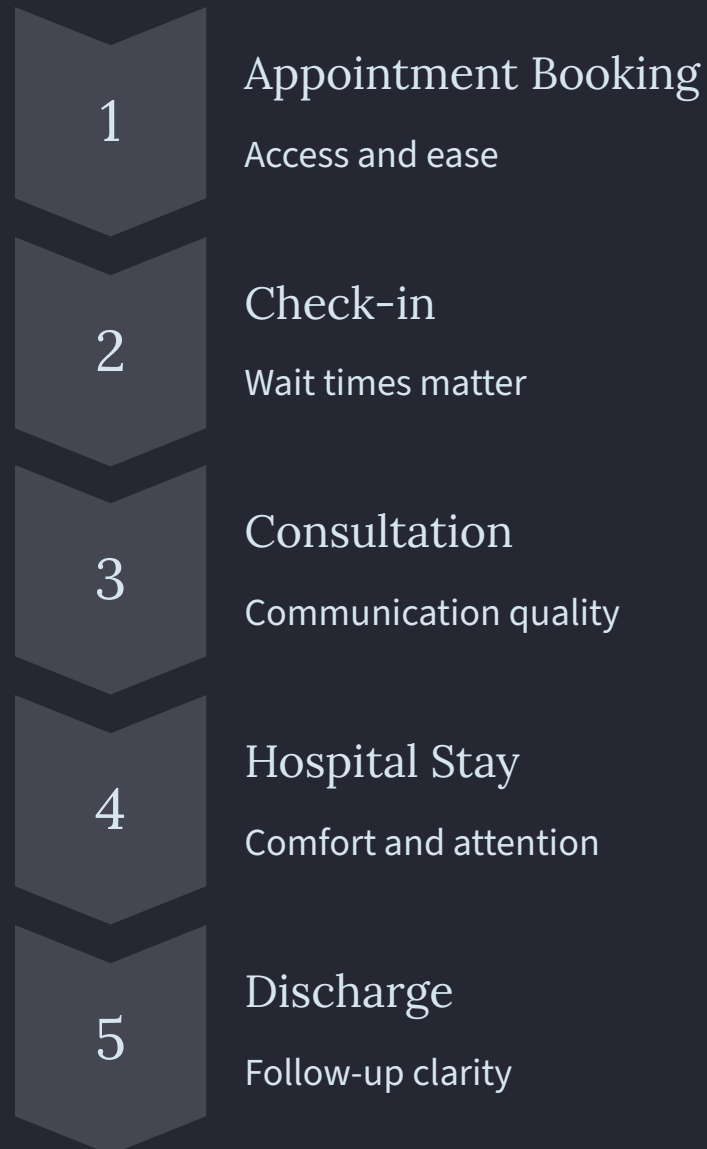 1
Appointment Booking
Access and ease
2
Check-in
Wait times matter
3
Consultation
Communication quality
4
Hospital Stay
Comfort and attention
5
Discharge
Follow-up clarity